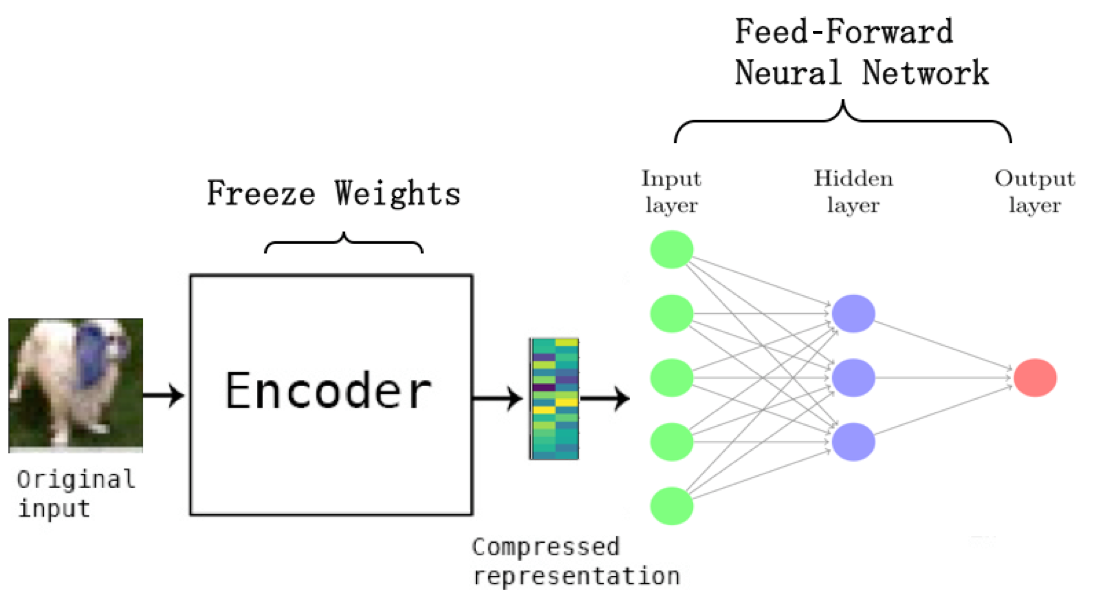 Feed-Forward
Neural Network
Freeze Weights
Input
layer
Hidden
layer
Output
layer
Encoder
Original
input
Compressed
representation